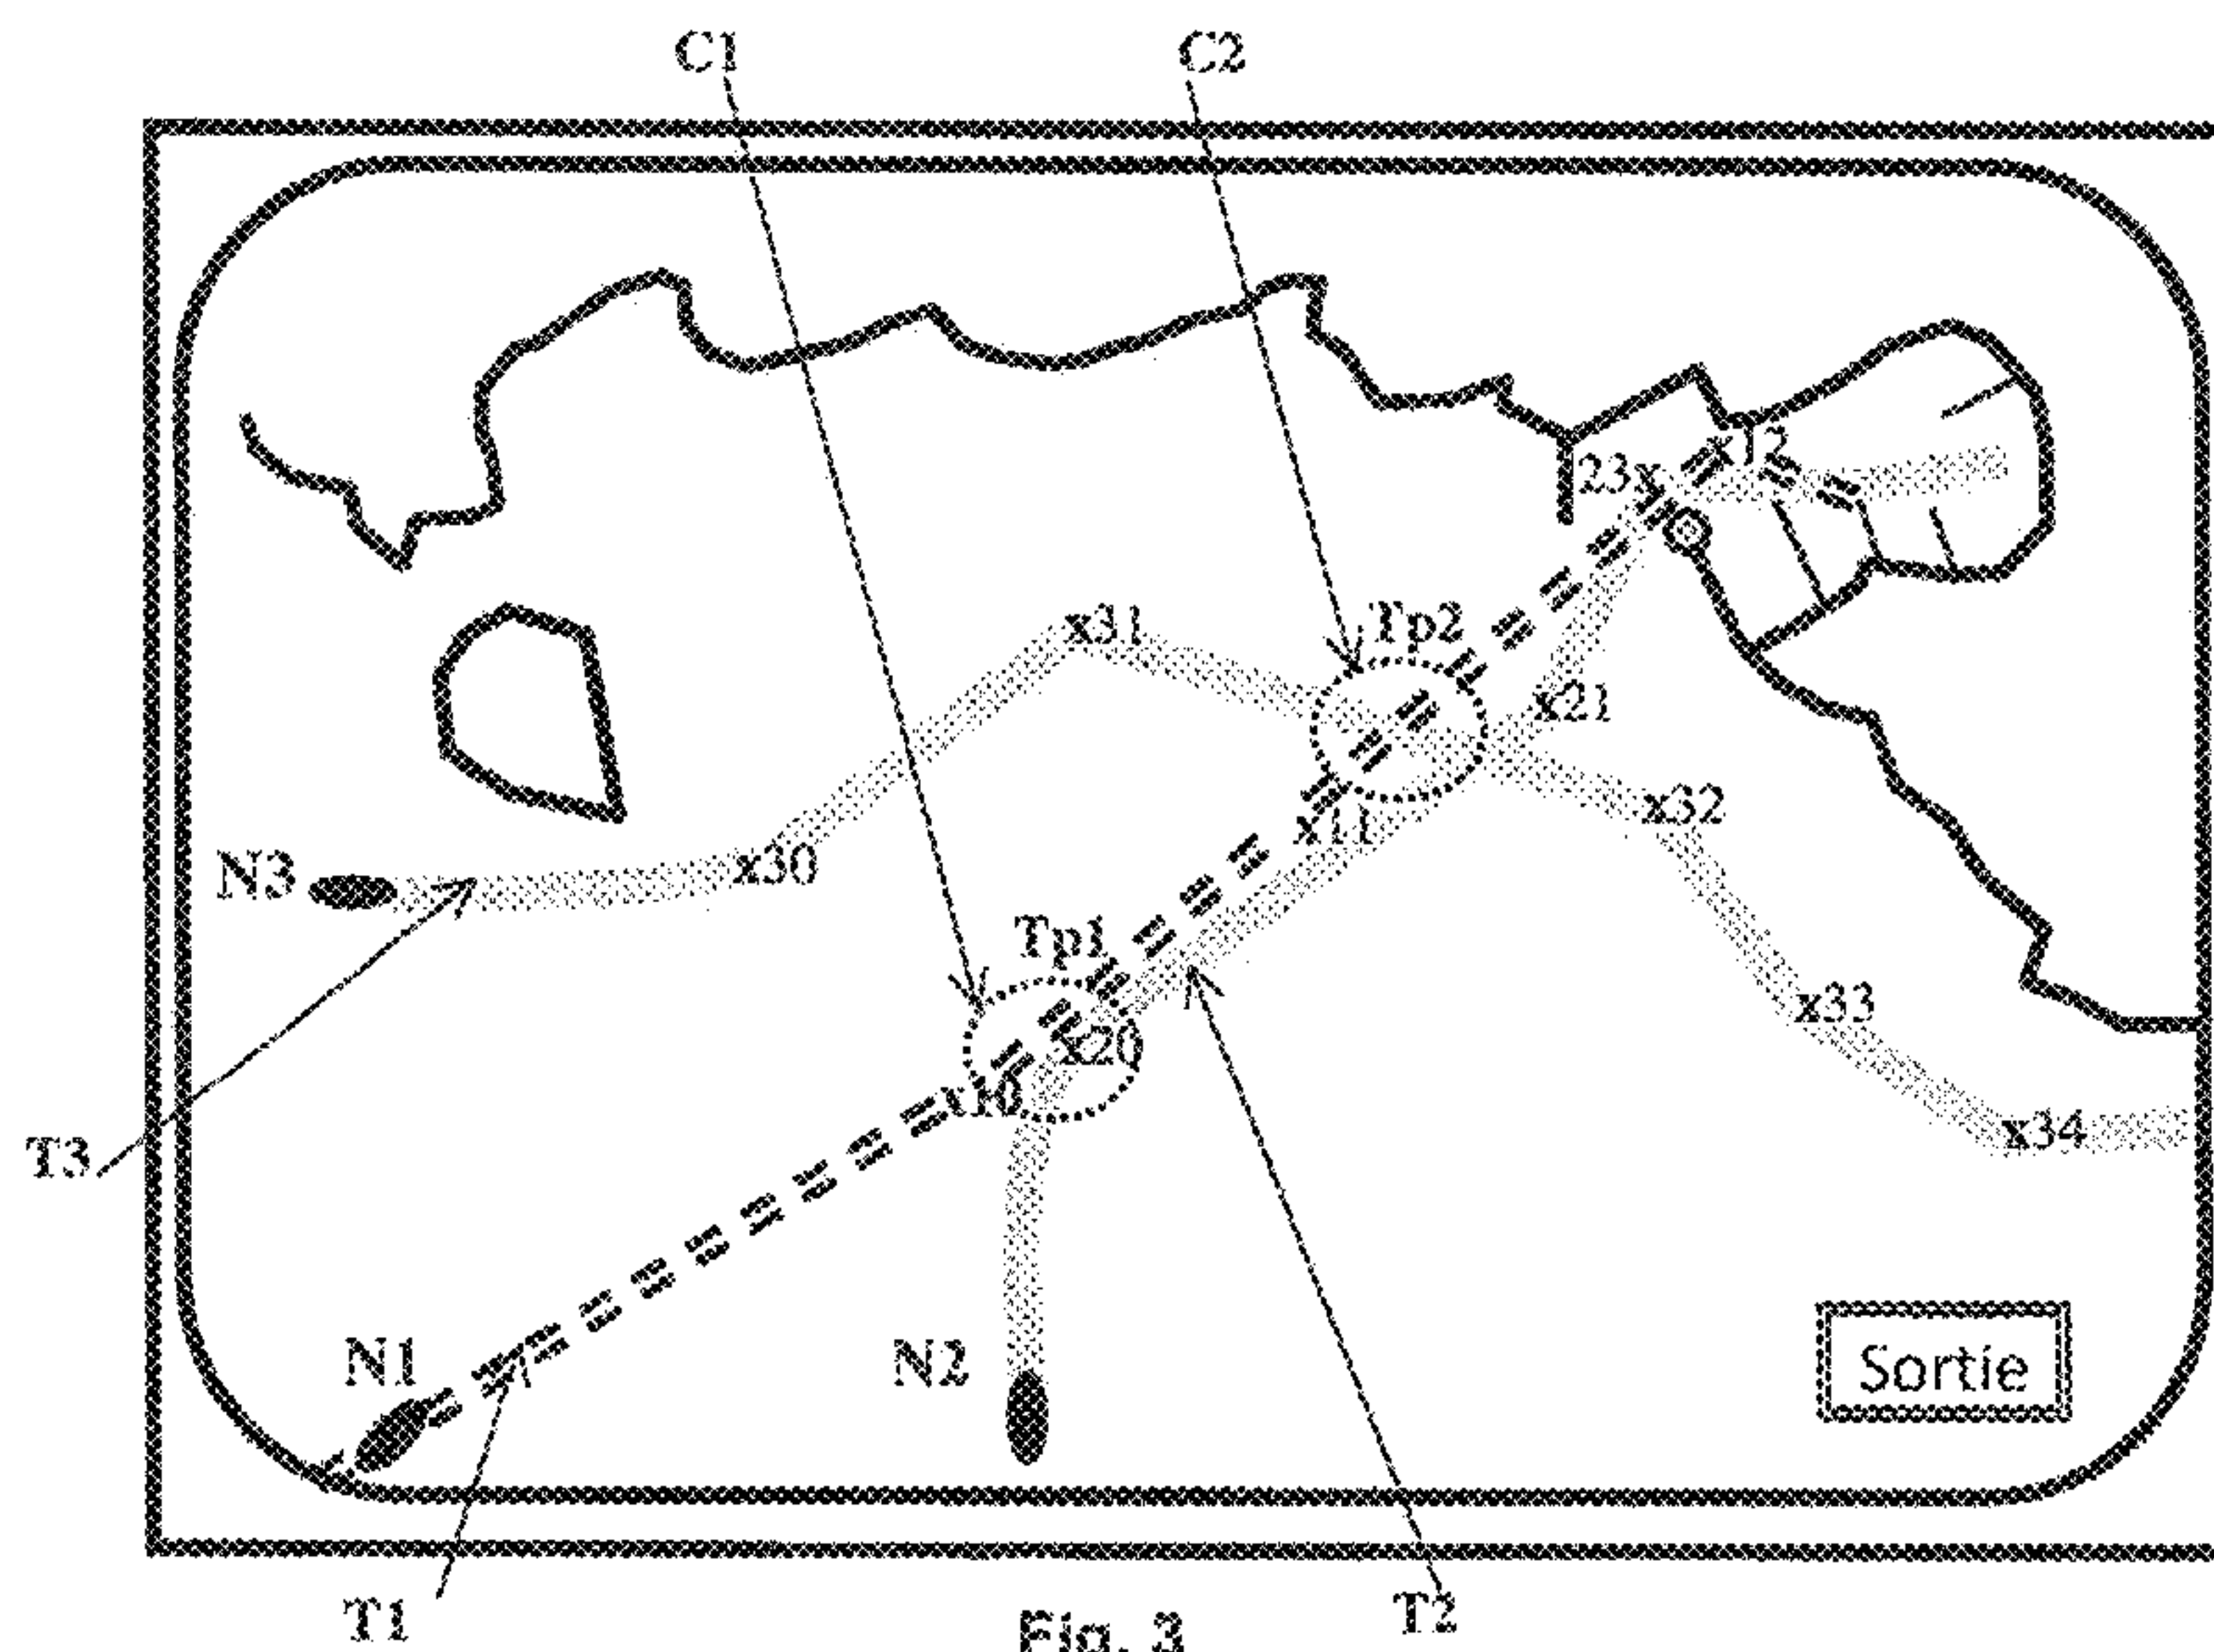 C1 C2
x12
23x
x31 Tp2
x21
x32
x11
N3 x30
Tp1
x33
x20
x10
T3 x34
N1 N2 Sortie
T1 T2
Fig. 3